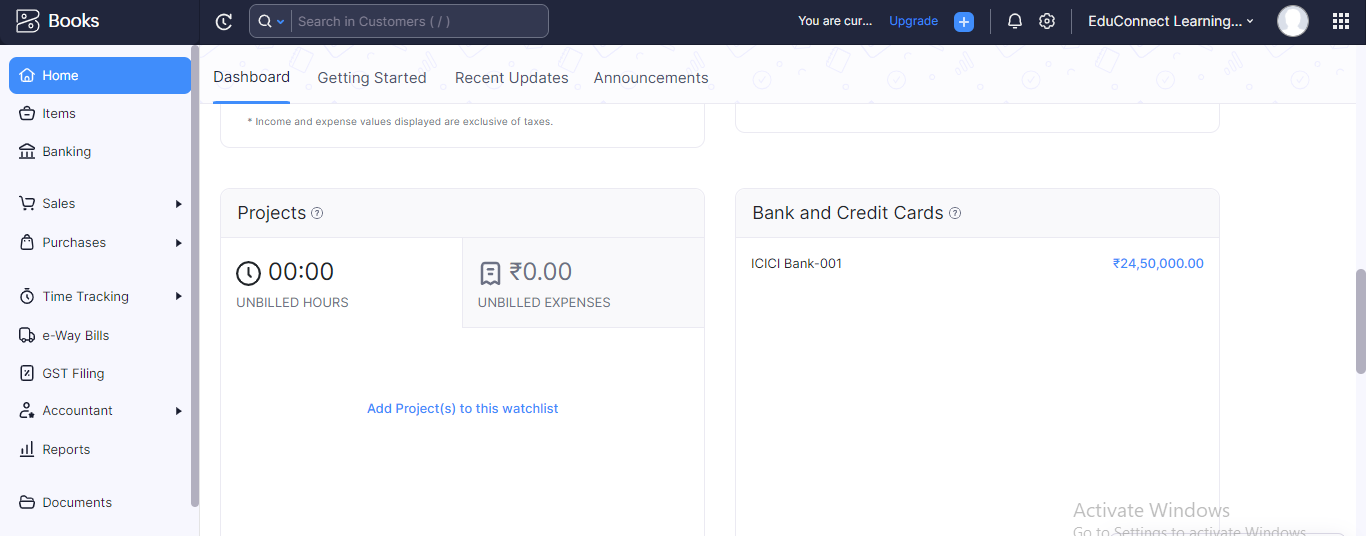 Books
Search in Customers ( / )
You are cur...
Upgrade
EduConnect Learning...
Home
Items
Banking
Sales
Purchases
Time Tracking
e-Way Bills
GST Filing
Accountant
Reports
Documents
Dashboard
Getting Started
Recent Updates
Announcements
* Income and expense values displayed are exclusive of taxes.
Projects
00:00
UNBILLED HOURS
₹0.00
UNBILLED EXPENSES
Add Project(s) to this watchlist
Bank and Credit Cards
ICICI Bank-001
₹24,50,000.00
Activate Windows
Go to Settings to activate Windows.